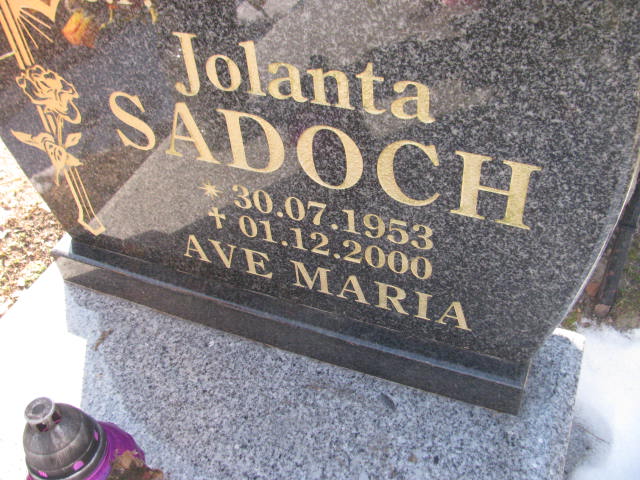 Jolanta
SADOCH
* 30.07.1953
✝ 01.12.2000
AVE MARIA